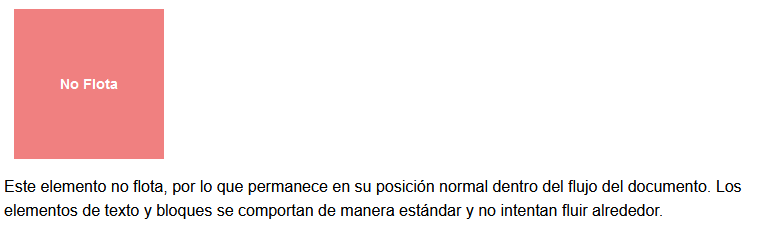 No Flota
Este elemento no flota, por lo que permanece en su posición normal dentro del flujo del documento. Los
elementos de texto y bloques se comportan de manera estándar y no intentan fluir alrededor.